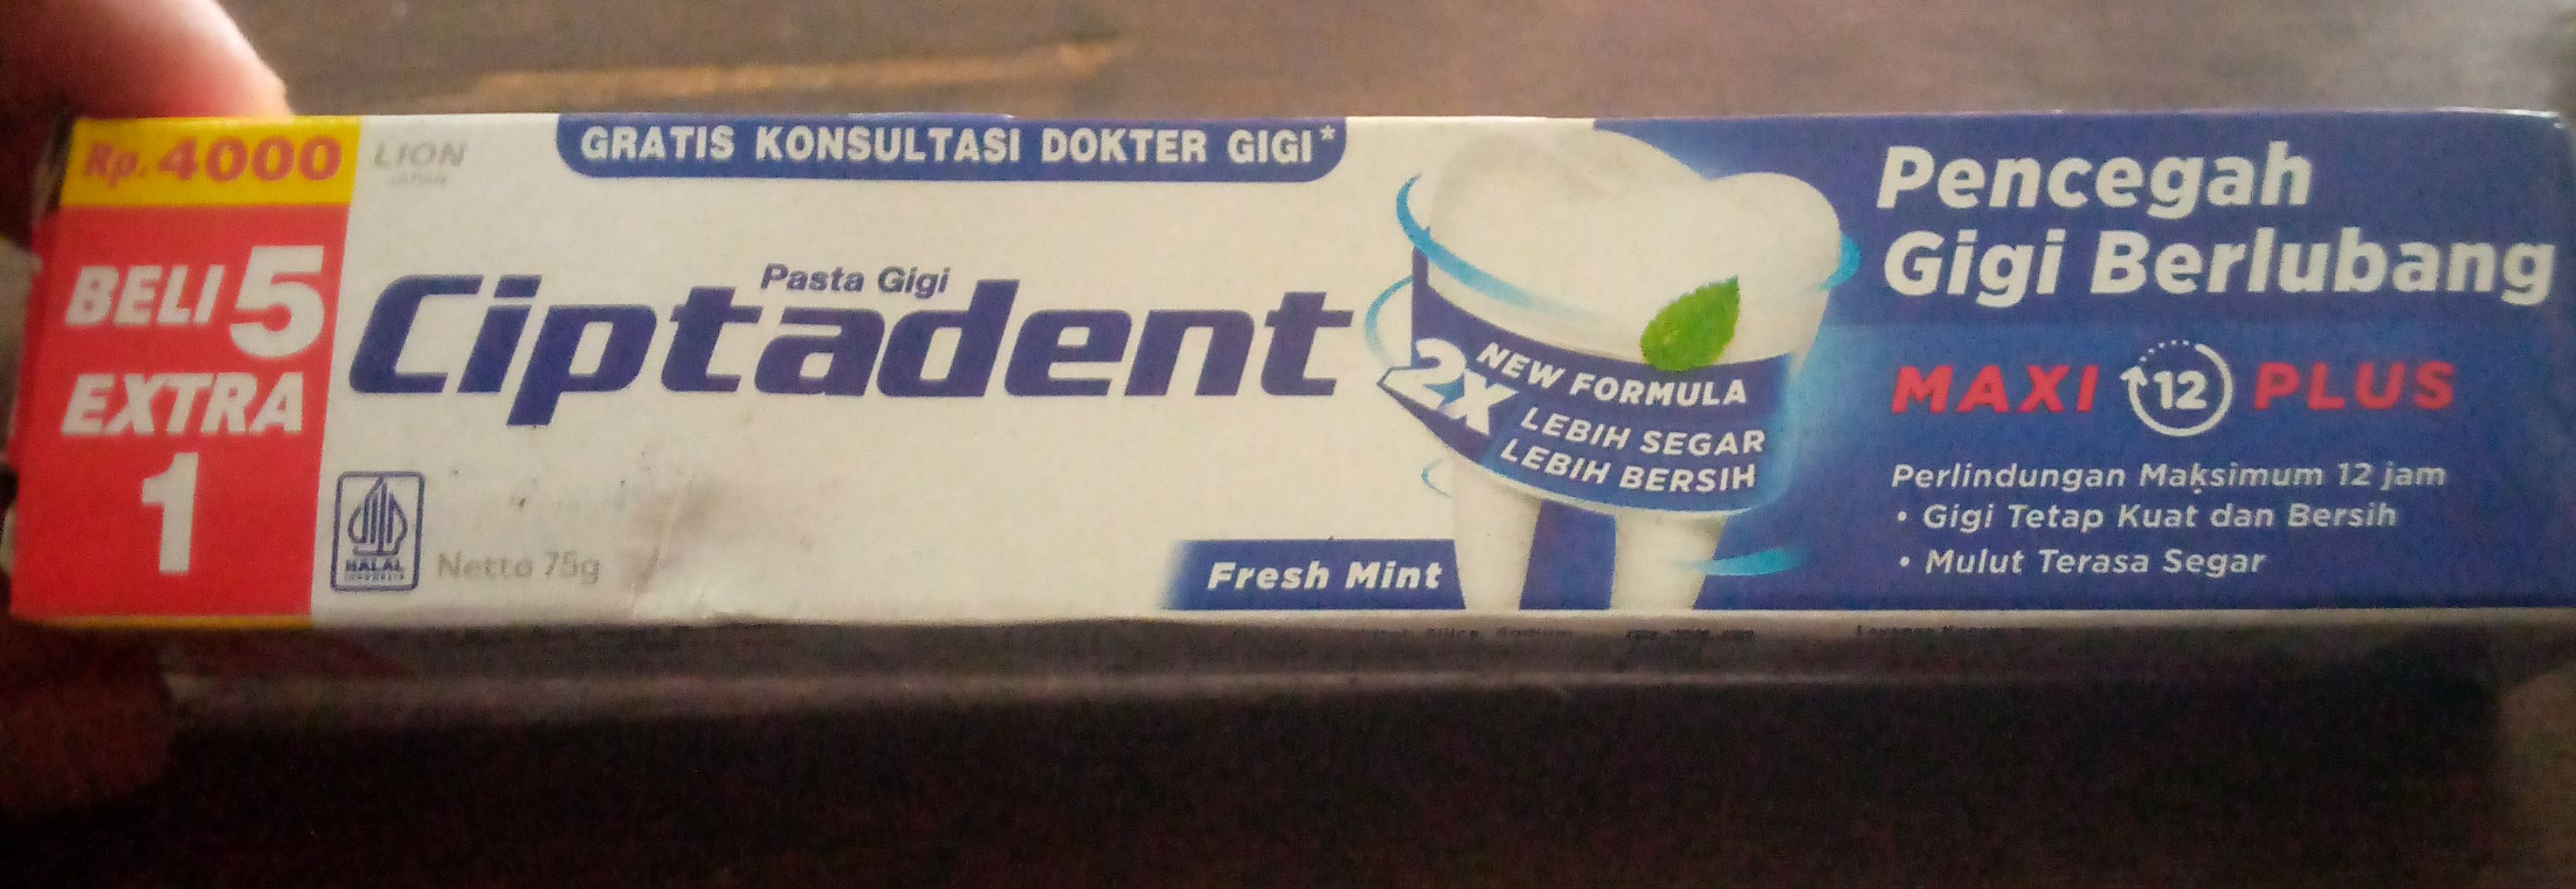 Rp.4000
BELI 5
EXTRA
1
LION
JAPAN
GRATIS KONSULTASI DOKTER GIGI*
Pasta Gigi
Ciptadent
HALAL
INDONESIA
Netto 75g
Fresh Mint
NEW FORMULA
2X LEBIH SEGAR
LEBIH BERSIH
Pencegah
Gigi Berlubang
MAXI 12 PLUS
Perlindungan Maksimum 12 jam
• Gigi Tetap Kuat dan Bersih
• Mulut Terasa Segar